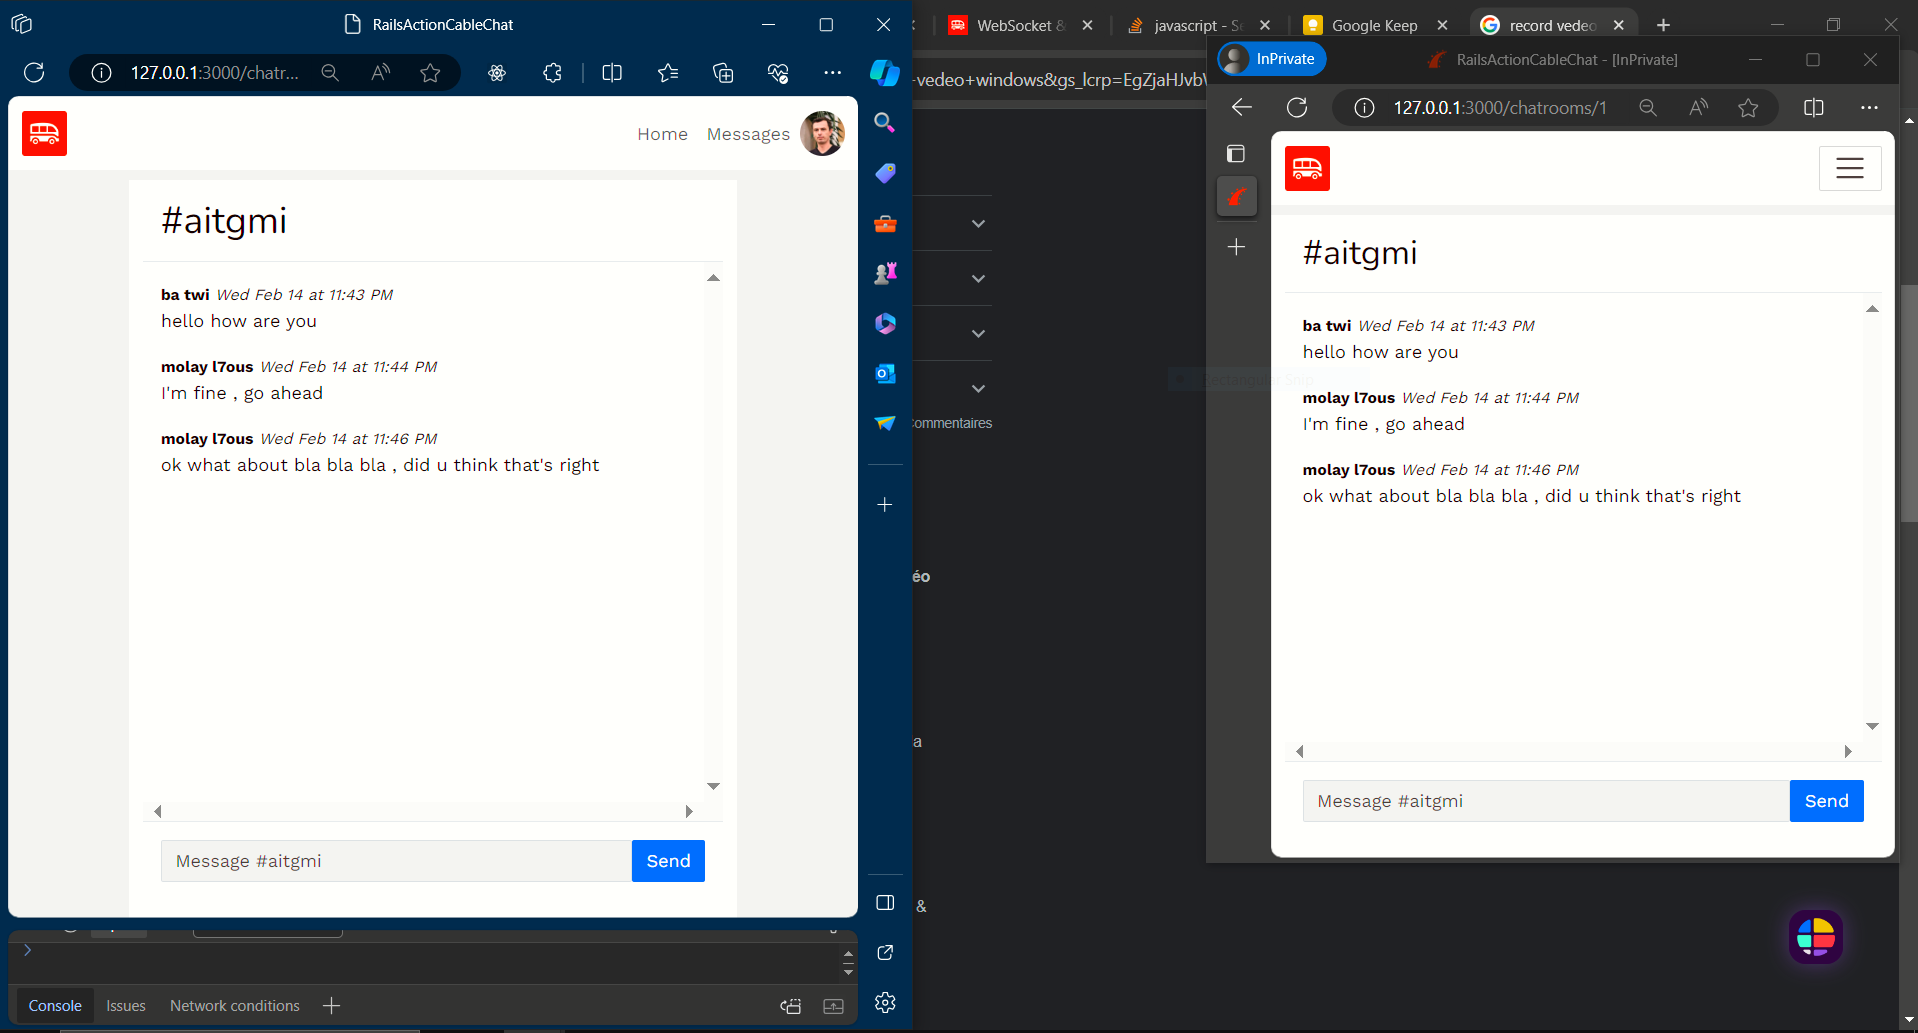 RailsActionCableChat
127.0.0.1:3000/chatr...
Home
Messages
#aitgmi
ba twi Wed Feb 14 at 11:43 PM
hello how are you
molay l7ous Wed Feb 14 at 11:44 PM
I'm fine , go ahead
molay l7ous Wed Feb 14 at 11:46 PM
ok what about bla bla bla , did u think that's right
Message #aitgmi
Send
Console
Issues
Network conditions
WebSocket &
javascript - S
Google Keep
record vedeo
-vedeo+windows&gs_lcrp=EgZjaHJvb
ommentaires
éo
a
&
InPrivate
RailsActionCableChat - [InPrivate]
127.0.0.1:3000/chatrooms/1
#aitgmi
ba twi Wed Feb 14 at 11:43 PM
hello how are you
Rectangular Snip
molay l7ous Wed Feb 14 at 11:44 PM
I'm fine , go ahead
molay l7ous Wed Feb 14 at 11:46 PM
ok what about bla bla bla , did u think that's right
Message #aitgmi
Send